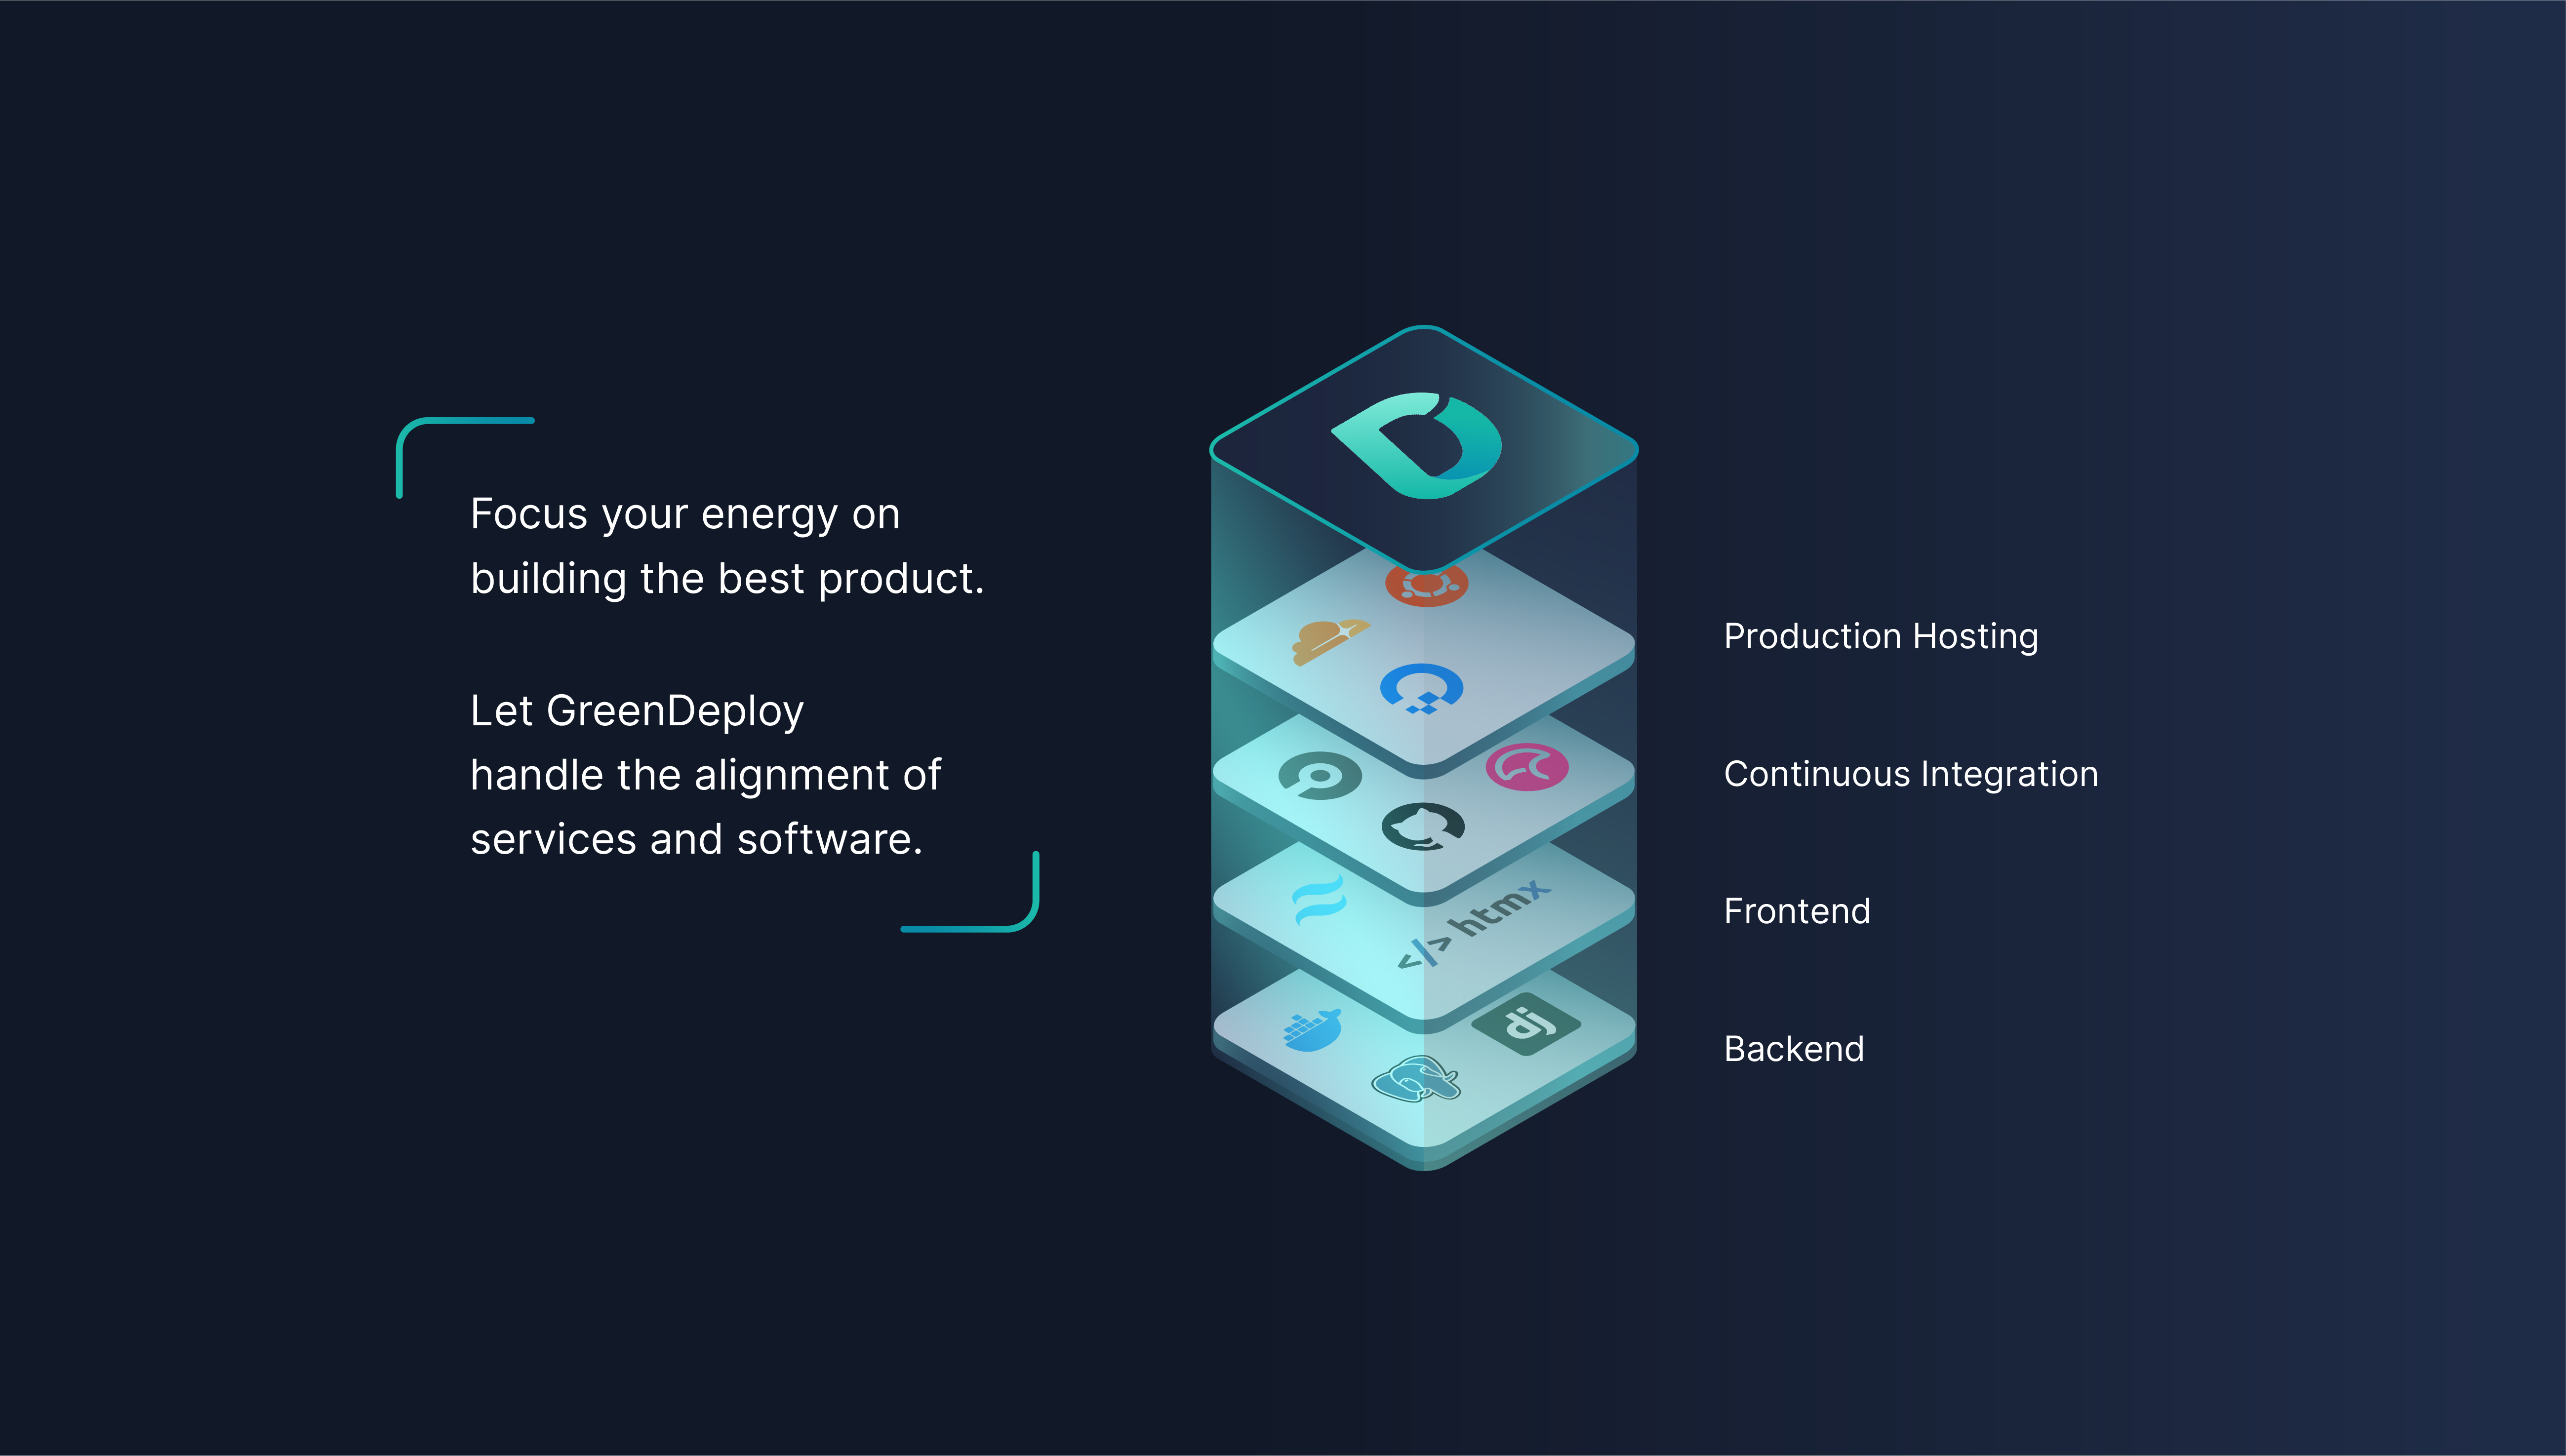 Focus your energy on
building the best product.
Let GreenDeploy
handle the alignment of
services and software.
Production Hosting
Continuous Integration
</> htmx
Frontend
dj
Backend